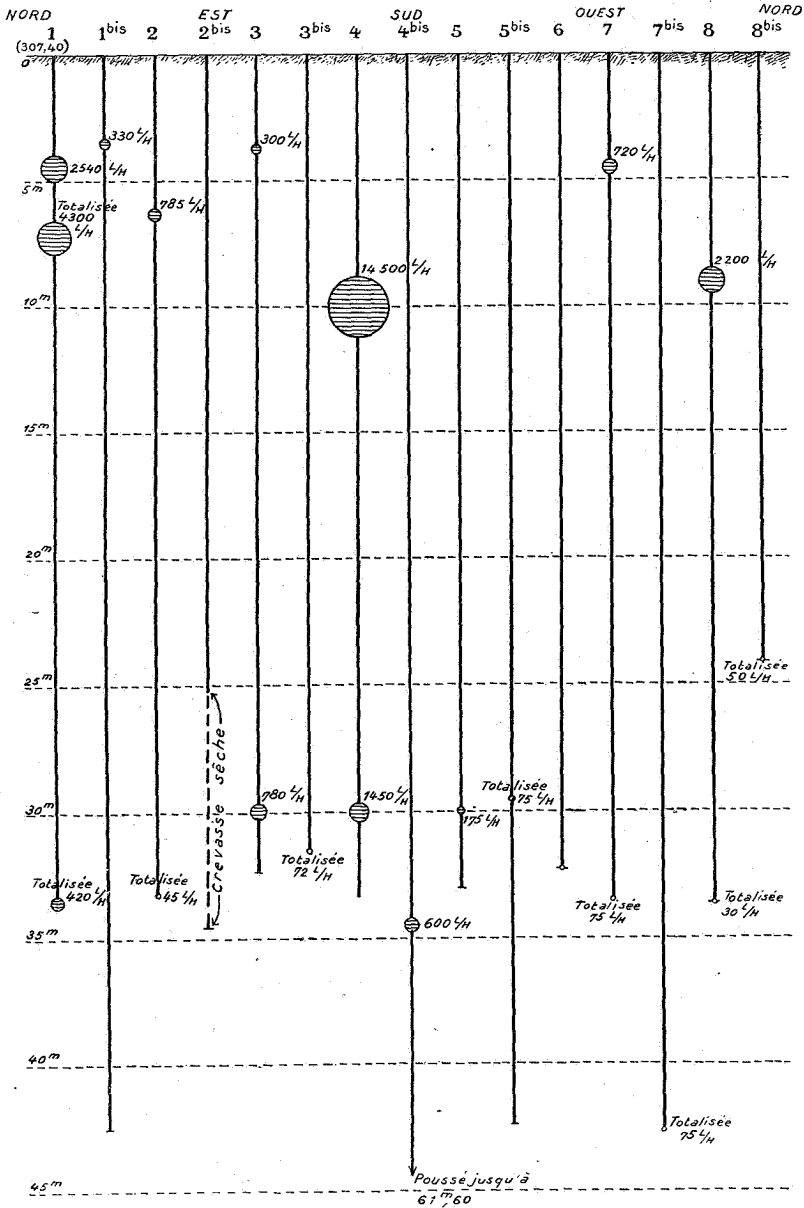 NORD EST SUD OUEST NORD
1 1bis 2 2bis 3 3bis 4 4bis 5 5bis 6 7 7bis 8 8bis
(307,40)
0
330 L/H
300 L/H
720 L/H
2540 L/H
5m
Totalisée
4300
L/H
785 L/H
14 500 L/H
2200 L/H
10m
15m
20m
Totalisée
50 L/H
25m
Crevasse sèche
780 L/H
1450 L/H
Totalisée
75 L/H
30m
175 L/H
Totalisée
72 L/H
Totalisée
420 L/H
Totalisée
45 L/H
Totalisée
75 L/H
Totalisée
30 L/H
600 L/H
35m
40m
Totalisée
75 L/H
Poussé jusqu'à
61m,60
45m